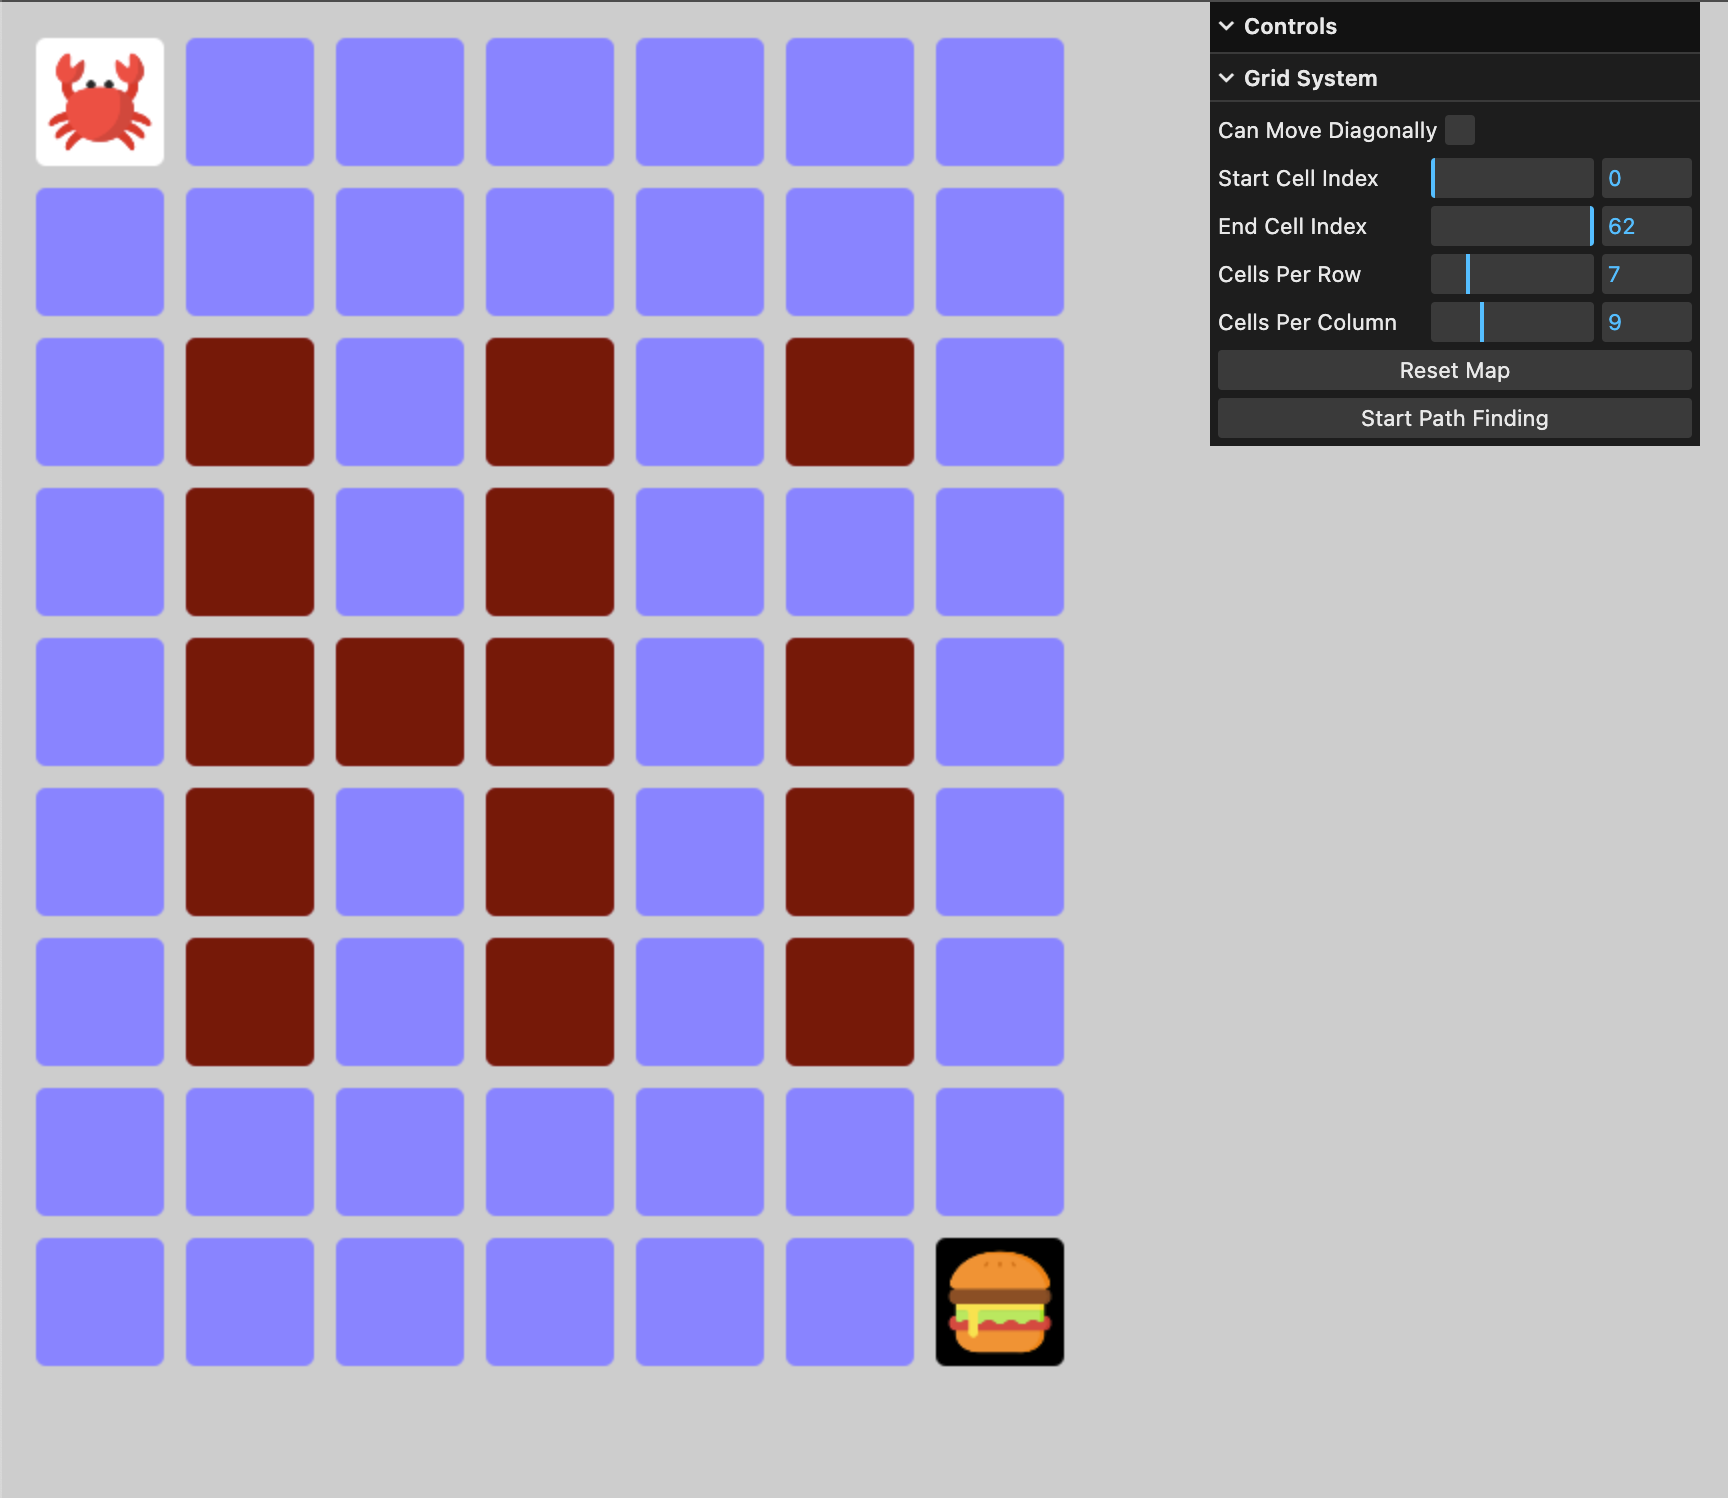 Controls
Grid System
Can Move Diagonally
Start Cell Index 0
End Cell Index 62
Cells Per Row 7
Cells Per Column 9
Reset Map
Start Path Finding